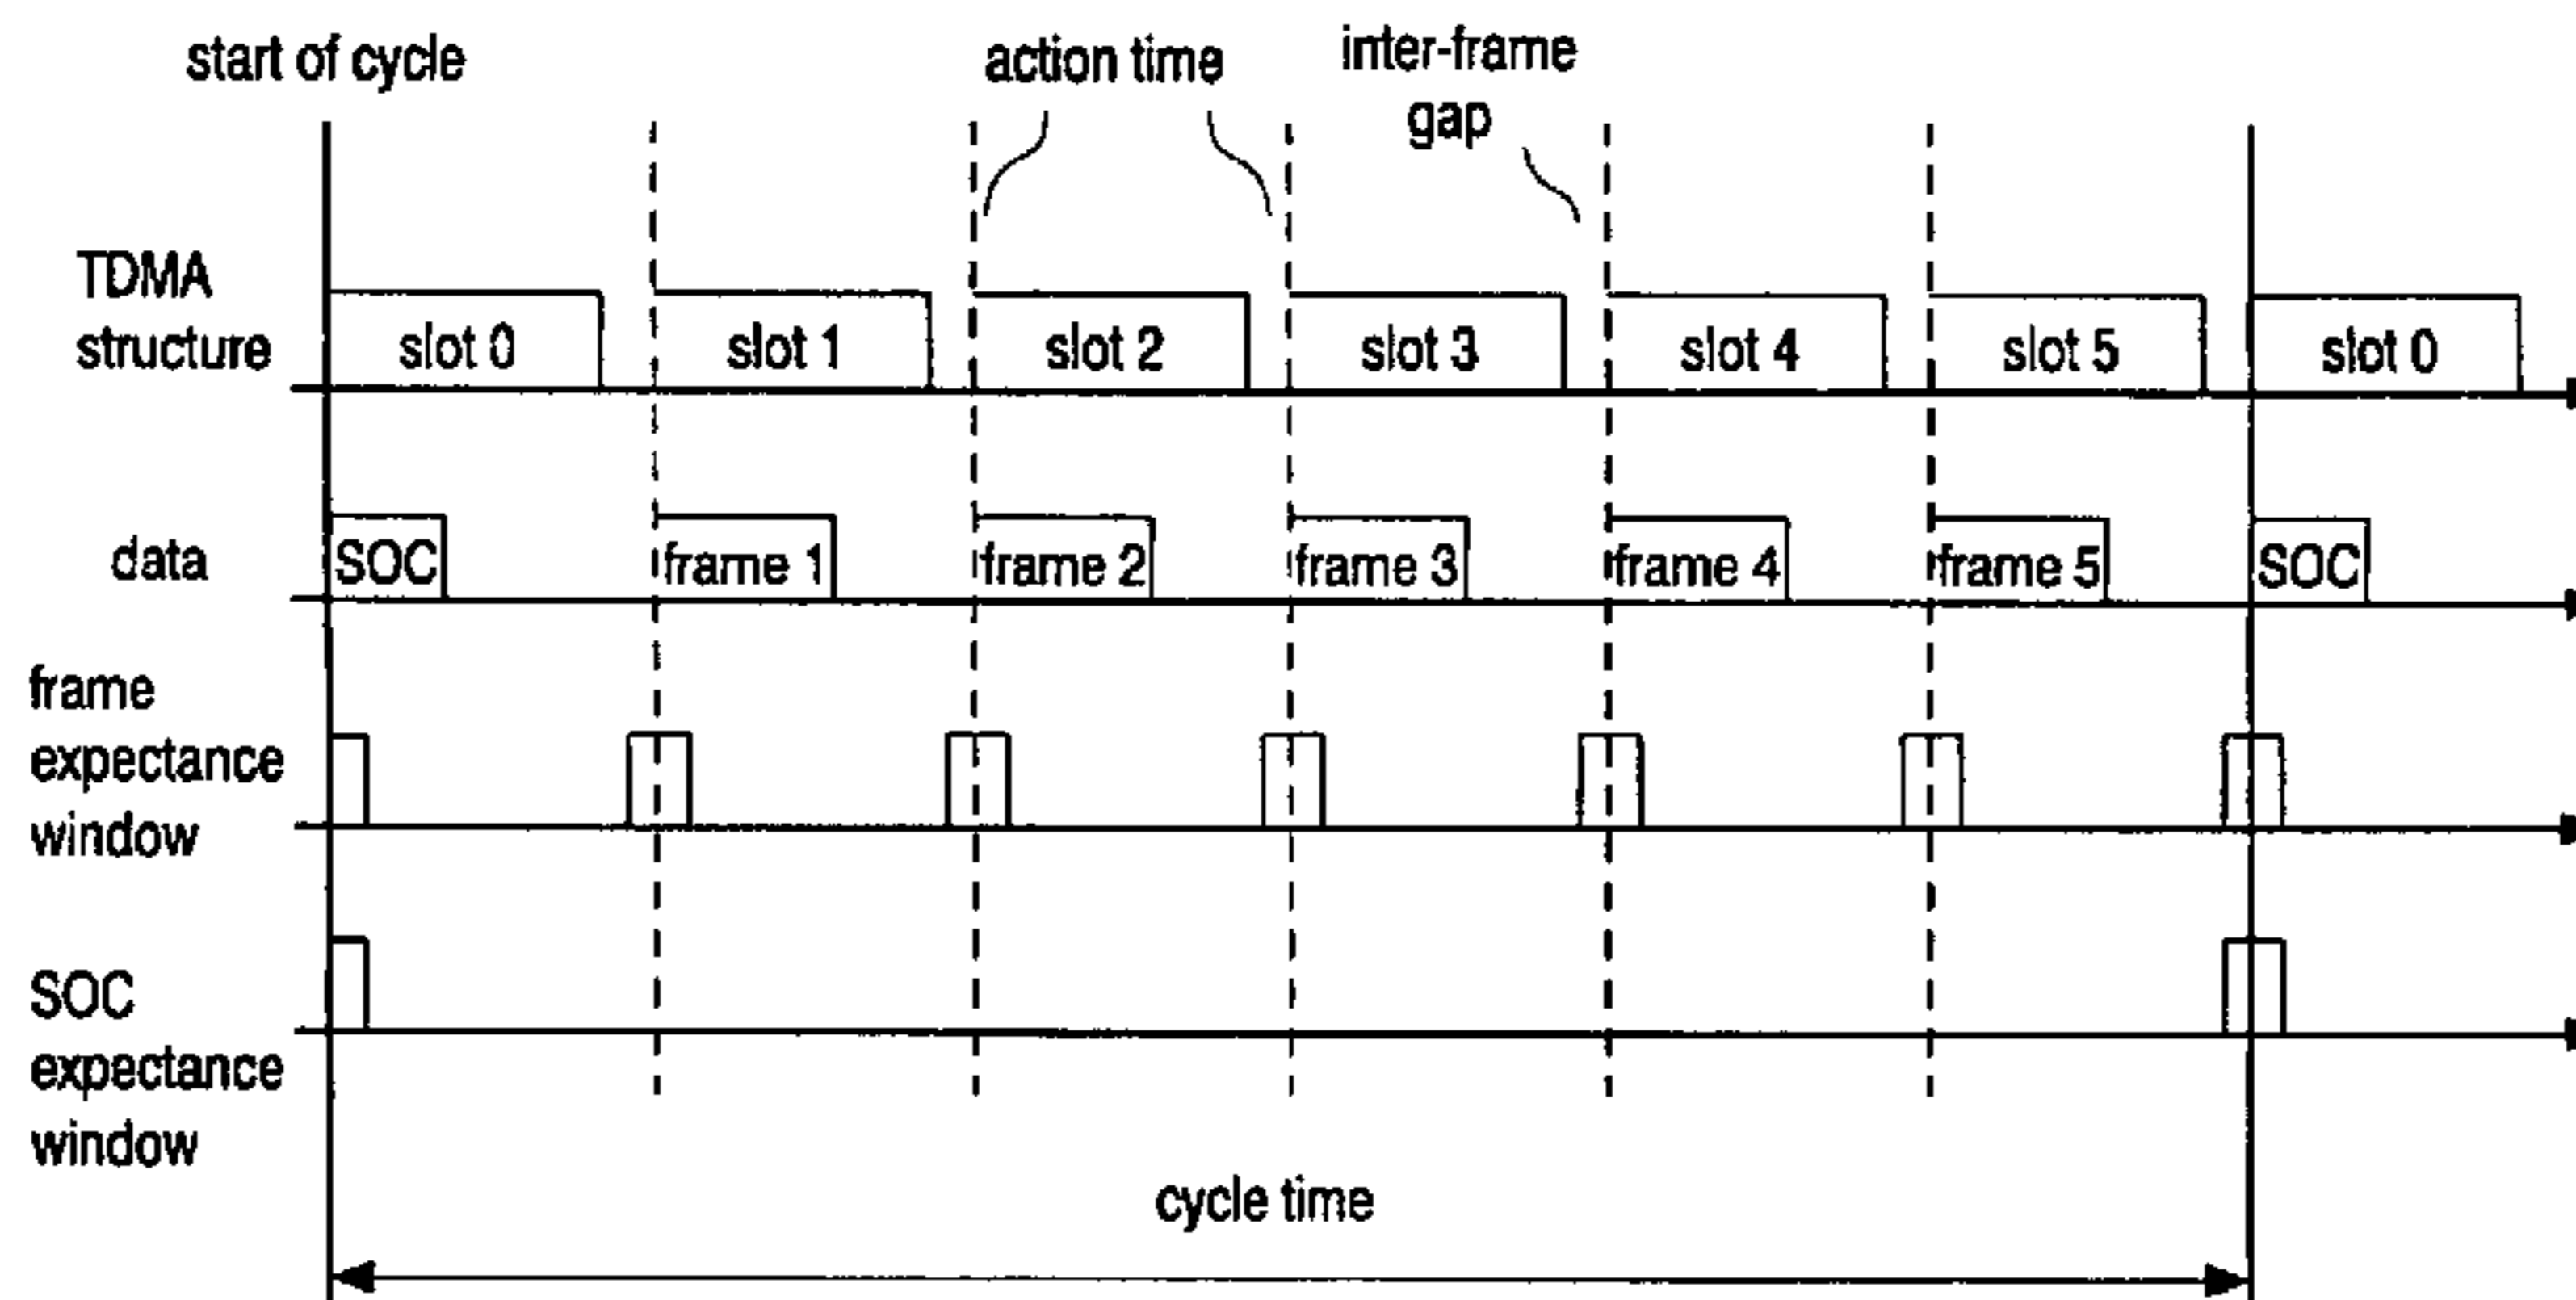 start of cycle
action time
inter-frame
gap
TDMA
structure
slot 0
slot 1
slot 2
slot 3
slot 4
slot 5
slot 0
data
SOC
frame 1
frame 2
frame 3
frame 4
frame 5
SOC
frame
expectance
window
SOC
expectance
window
cycle time